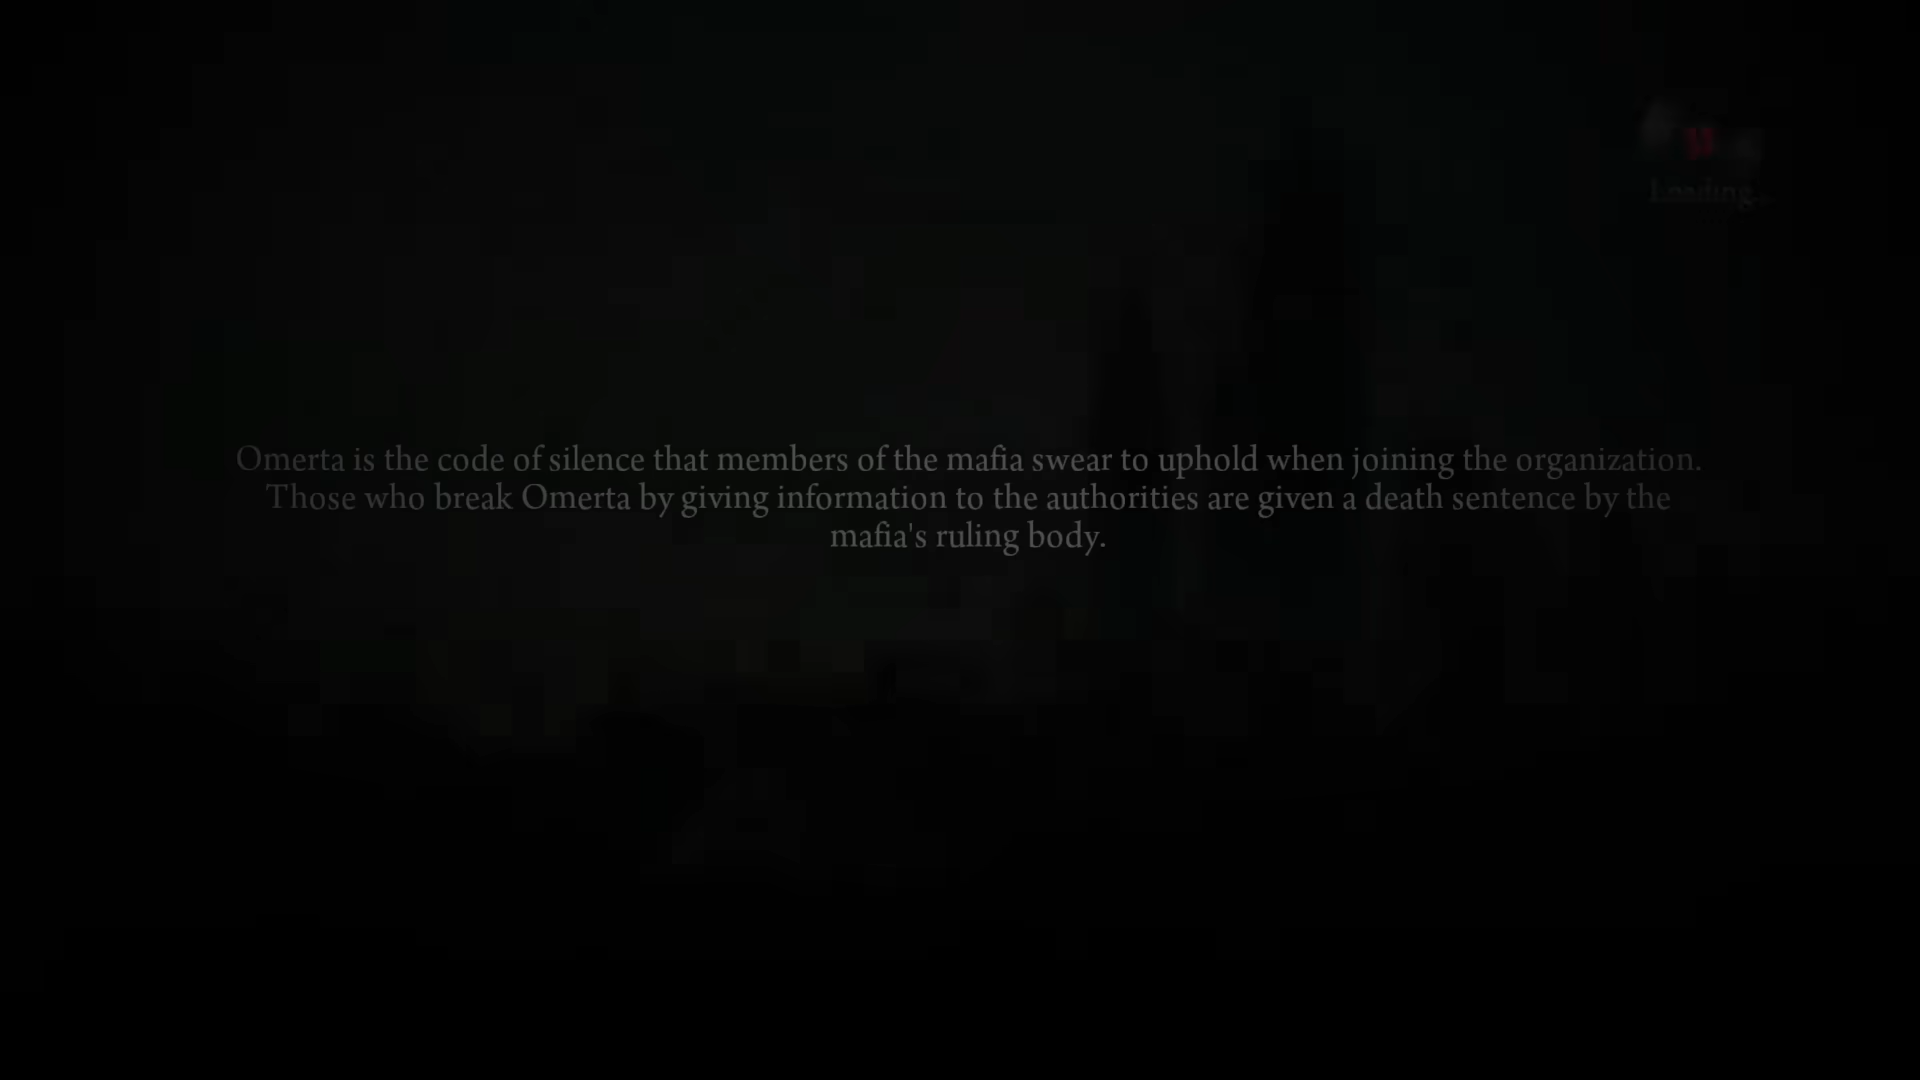 Loading...
Omerta is the code of silence that members of the mafia swear to uphold when joining the organization.
Those who break Omerta by giving information to the authorities are given a death sentence by the
mafia's ruling body.